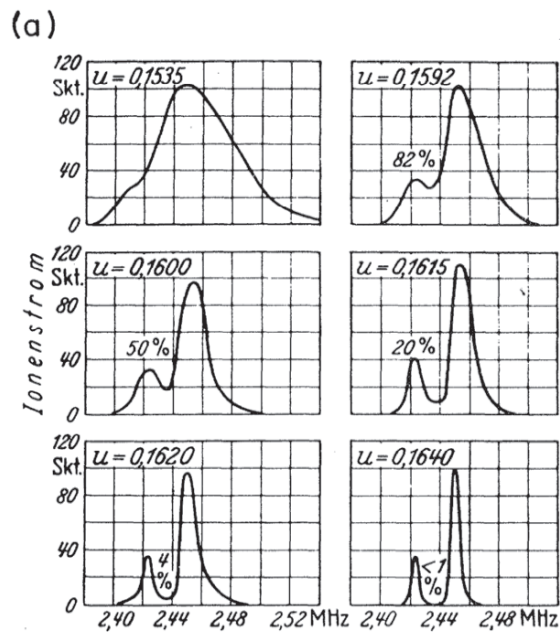 (a)
120
Skt.
80
40
0
u=0,1535
u=0,1592
82%
Ionenstrom
120
Skt.
80
40
0
u=0,1600
50%
u=0,1615
20%
120
Skt.
80
40
0
u=0,1620
4
%
u=0,1640
<1
%
2,40 2,44 2,48 2,52 MHz 2,40 2,44 2,48 MHz